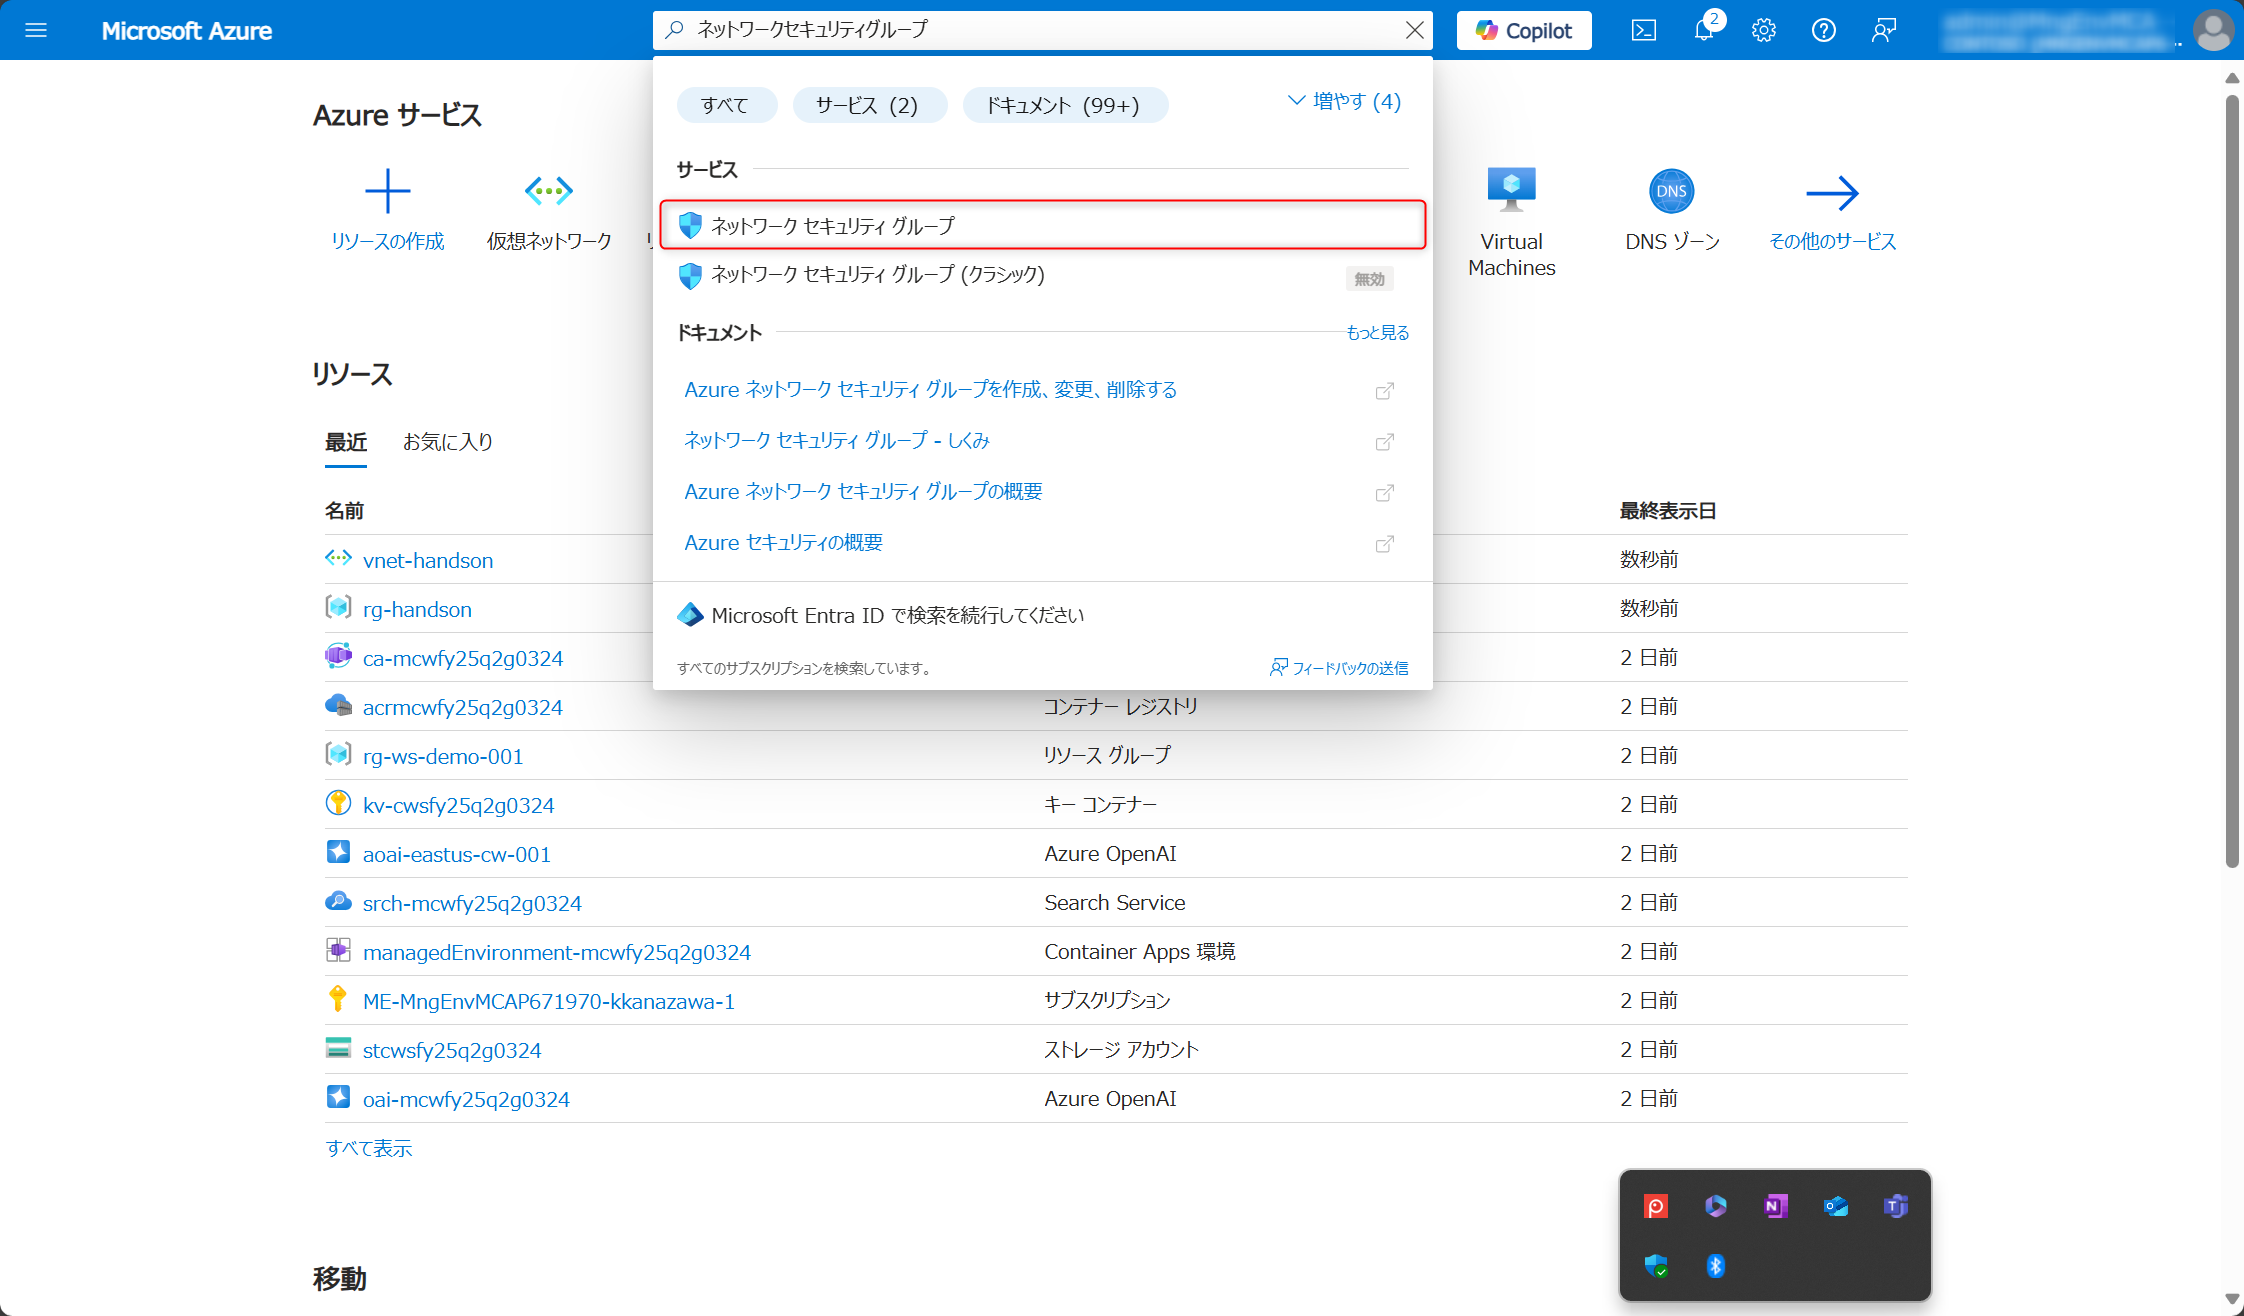 Microsoft Azure
ネットワークセキュリティグループ
Copilot
2
すべて
サービス (2)
ドキュメント (99+)
増やす (4)
サービス
ネットワーク セキュリティ グループ
ネットワーク セキュリティ グループ (クラシック)
無効
ドキュメント
もっと見る
Azure ネットワーク セキュリティ グループを作成、変更、削除する
ネットワーク セキュリティ グループ - しくみ
Azure ネットワーク セキュリティ グループの概要
Azure セキュリティの概要
Microsoft Entra ID で検索を続行してください
すべてのサブスクリプションを検索しています。
フィードバックの送信
Azure サービス
リソースの作成
仮想ネットワーク
Virtual
Machines
DNS
DNS ゾーン
その他のサービス
リソース
最近
お気に入り
名前
最終表示日
vnet-handson
数秒前
rg-handson
数秒前
ca-mcwfy25q2g0324
2 日前
acrmcwfy25q2g0324
コンテナー レジストリ
2 日前
rg-ws-demo-001
リソース グループ
2 日前
kv-cwsfy25q2g0324
キー コンテナー
2 日前
aoai-eastus-cw-001
Azure OpenAI
2 日前
srch-mcwfy25q2g0324
Search Service
2 日前
managedEnvironment-mcwfy25q2g0324
Container Apps 環境
2 日前
ME-MngEnvMCAP671970-kkanazawa-1
サブスクリプション
2 日前
stcwsfy25q2g0324
ストレージ アカウント
2 日前
oai-mcwfy25q2g0324
Azure OpenAI
2 日前
すべて表示
移動